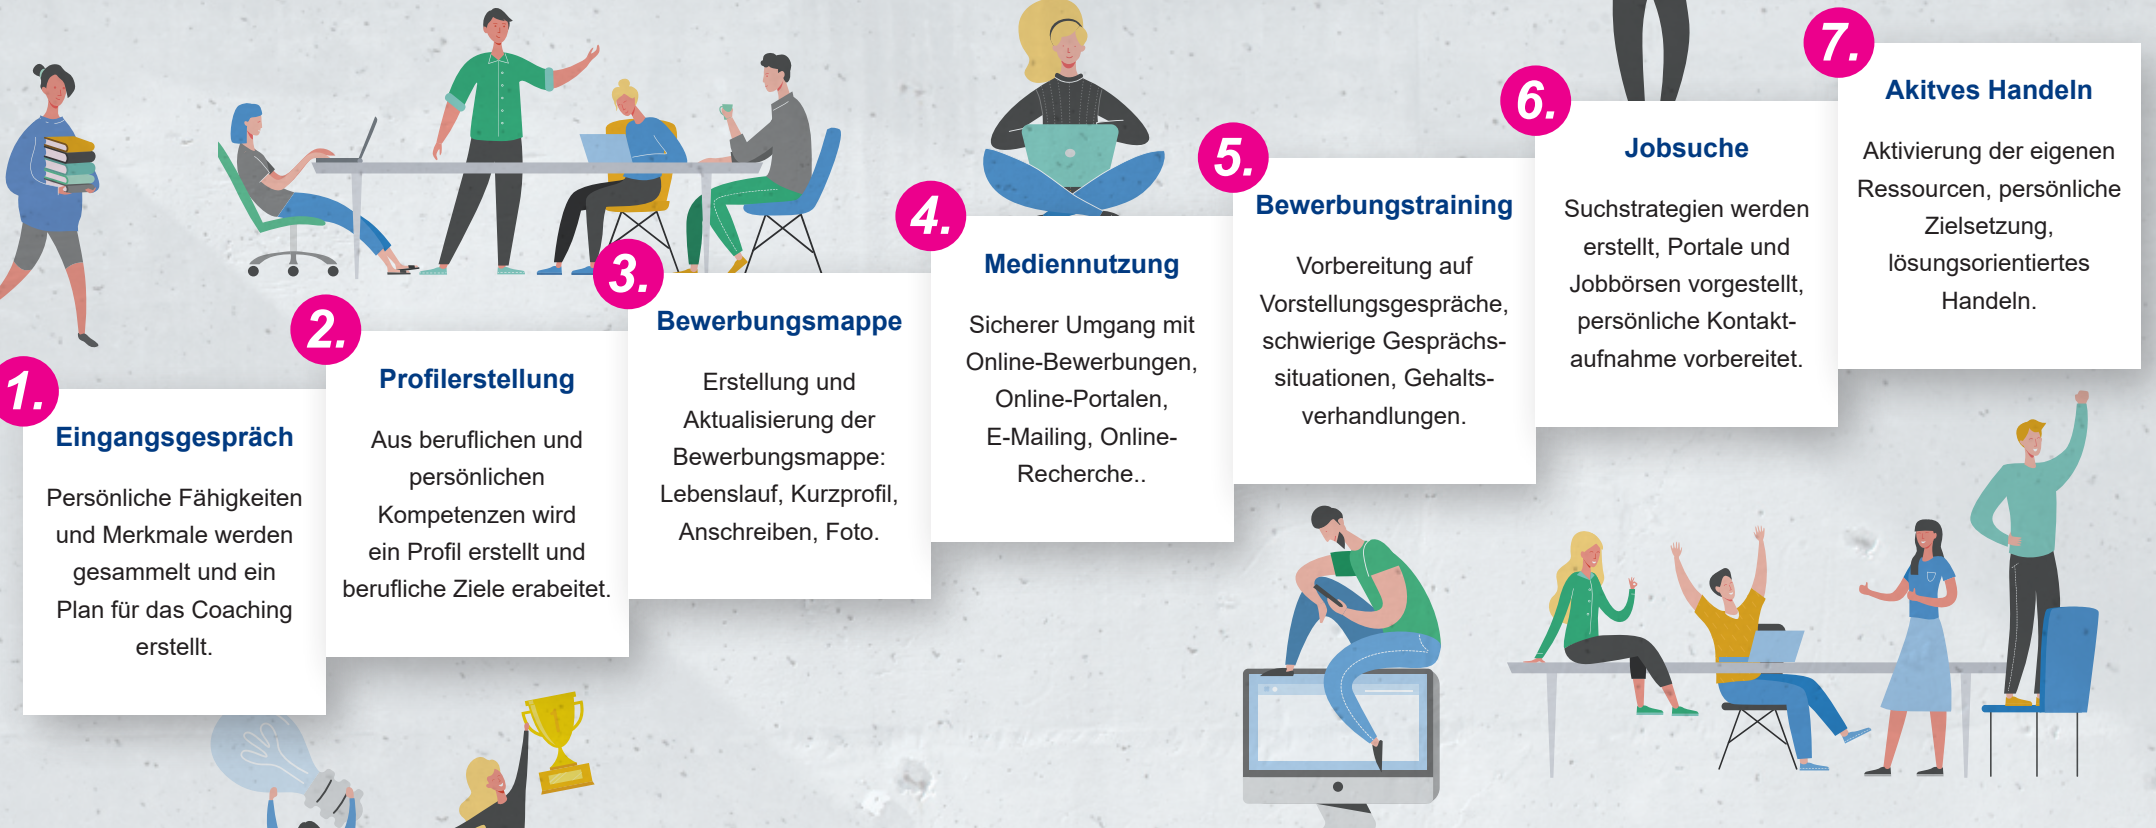 1.
Eingangsgespräch
Persönliche Fähigkeiten
und Merkmale werden
gesammelt und ein
Plan für das Coaching
erstellt.
2.
Profilerstellung
Aus beruflichen und
persönlichen
Kompetenzen wird
ein Profil erstellt und
berufliche Ziele erabeitet.
3.
Bewerbungsmappe
Erstellung und
Aktualisierung der
Bewerbungsmappe:
Lebenslauf, Kurzprofil,
Anschreiben, Foto.
4.
Mediennutzung
Sicherer Umgang mit
Online-Bewerbungen,
Online-Portalen,
E-Mailing, Online-
Recherche..
5.
Bewerbungstraining
Vorbereitung auf
Vorstellungsgespräche,
schwierige Gesprächs-
situationen, Gehalts-
verhandlungen.
6.
Jobsuche
Suchstrategien werden
erstellt, Portale und
Jobbörsen vorgestellt,
persönliche Kontakt-
aufnahme vorbereitet.
7.
Akitves Handeln
Aktivierung der eigenen
Ressourcen, persönliche
Zielsetzung,
lösungsorientiertes
Handeln.